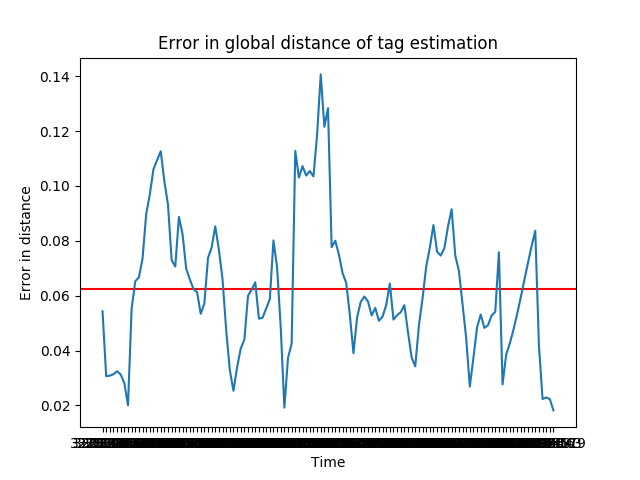 Error in global distance of tag estimation
0.14
0.12
0.10
0.08
0.06
0.04
0.02
Error in distance
Time